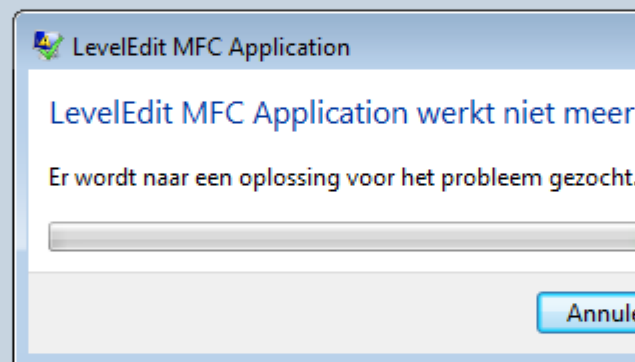 LevelEdit MFC Application
LevelEdit MFC Application werkt niet meer
Er wordt naar een oplossing voor het probleem gezocht.